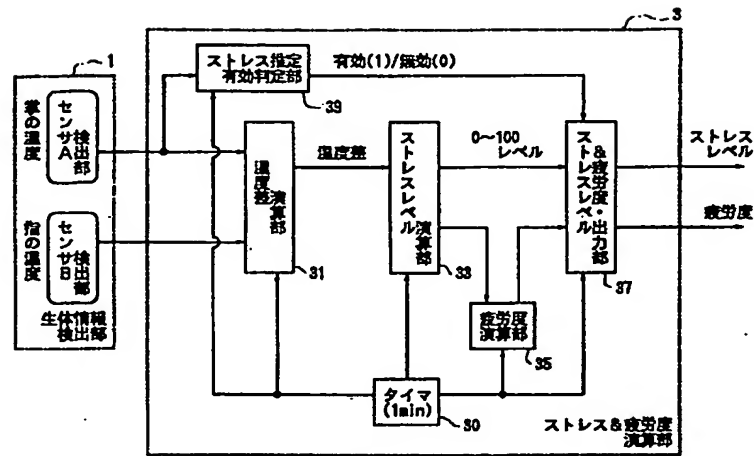 3
1
掌の温度
センサA
検出部
指の温度
センサB
検出部
生体情報
検出部
ストレス推定
有効判定部
39
有効(1)/無効(0)
温度差
演算部
31
温度差
ストレスレベル
演算部
33
0～100
レベル
疲労度
演算部
35
ストレスレベル
&疲労度・出力部
37
ストレス
レベル
疲労度
タイマ
(1min)
30
ストレス&疲労度
演算部